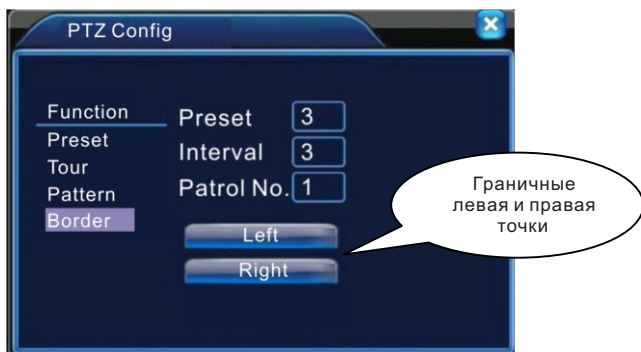 PTZ Config
Function
Preset
Tour
Pattern
Border
Preset 3
Interval 3
Patrol No. 1
Left
Right
Граничные
левая и правая
точки